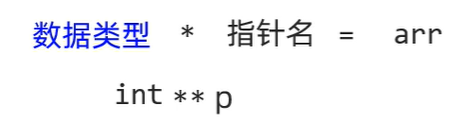 数据类型 * 指针名 = arr
int ** p